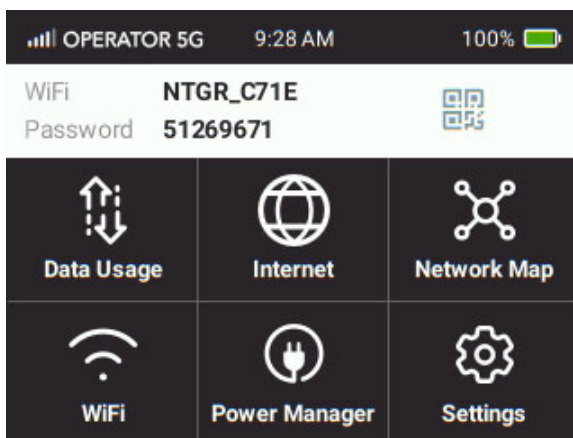 OPERATOR 5G 9:28 AM 100%
WiFi NTGR_C71E
Password 51269671
Data Usage Internet Network Map
WiFi Power Manager Settings